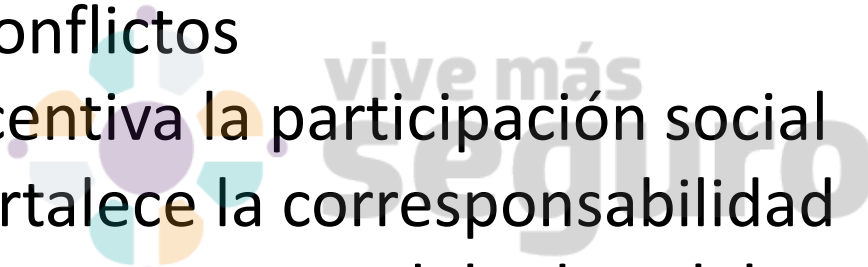 onflictos
vive más
centiva la participación social
seguro
rtalece la corresponsabilidad